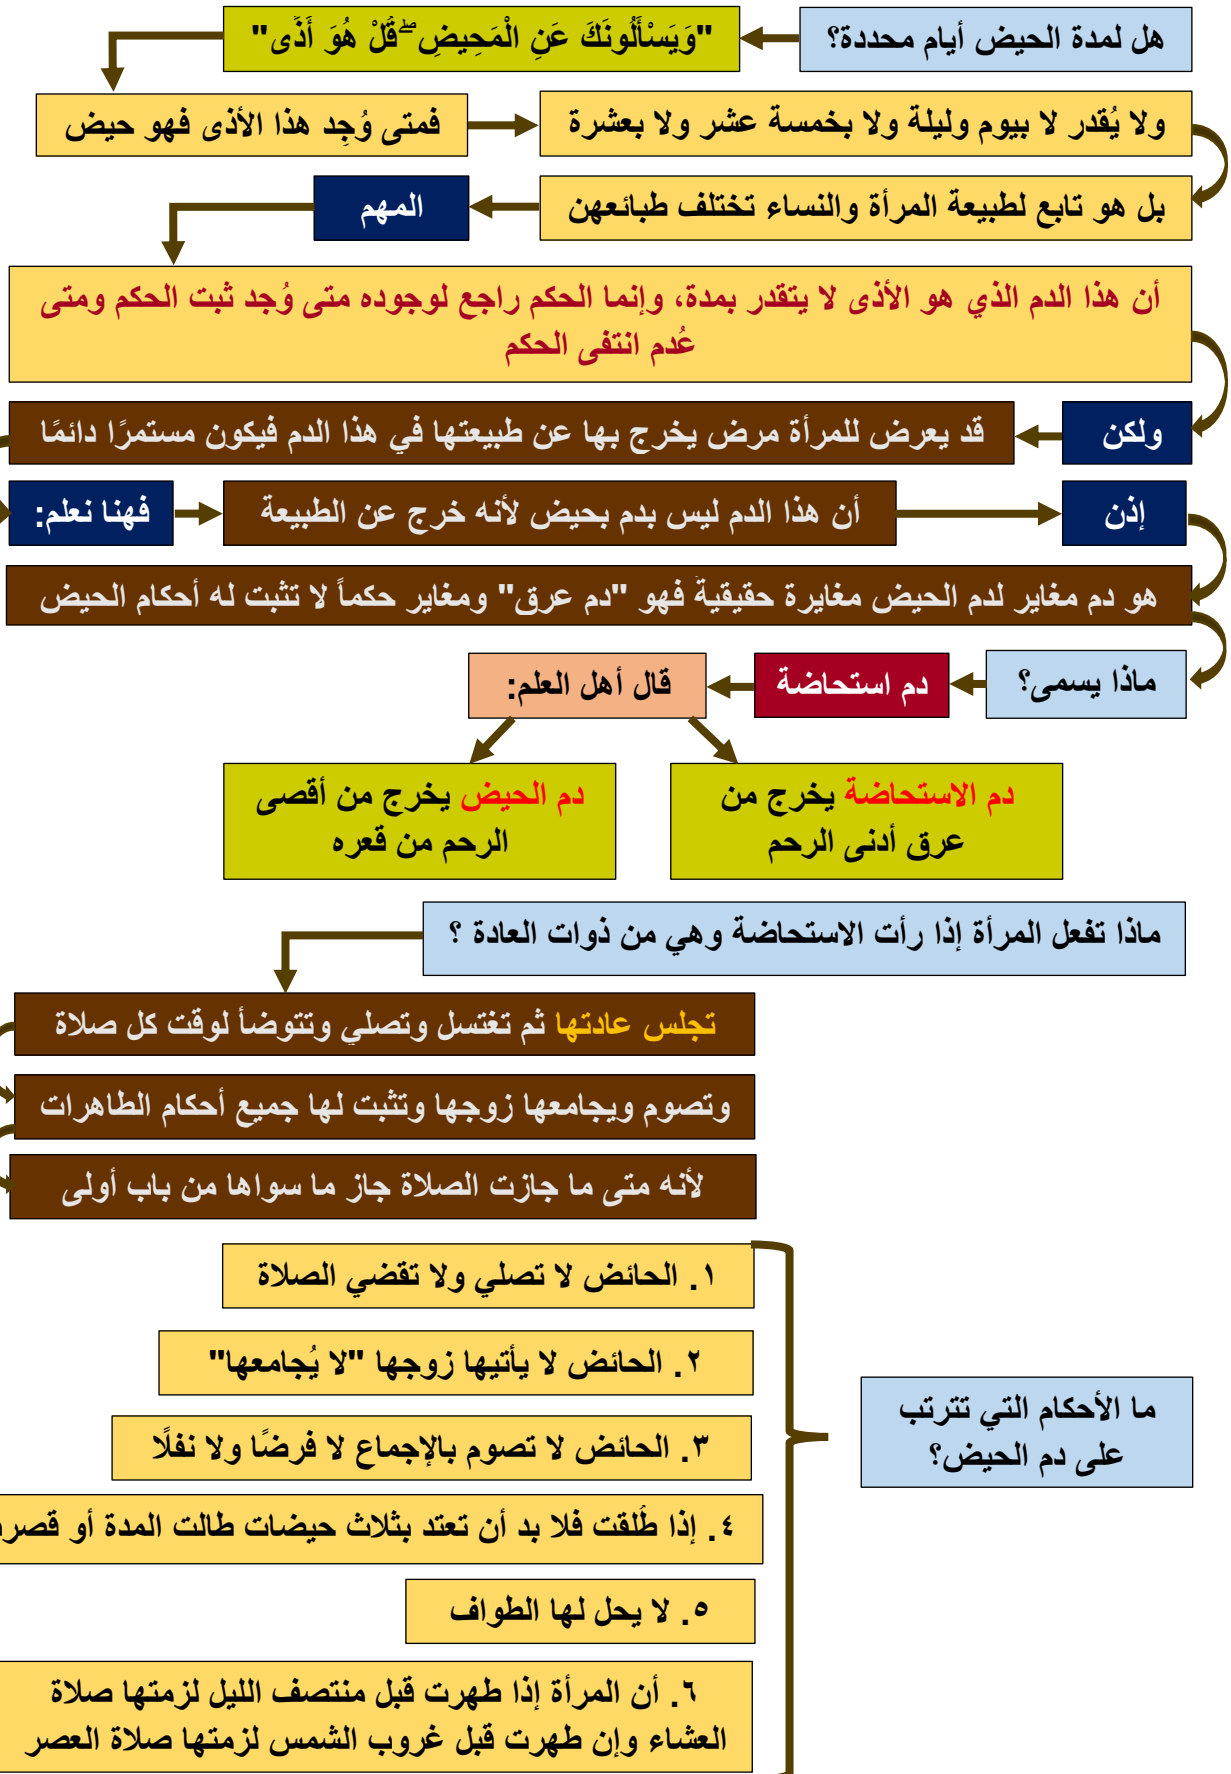 هل لمدة الحيض أيام محددة؟
"وَيَسْأَلُونَكَ عَنِ الْمَحِيضِ ۖ قُلْ هُوَ أَذًى"
فمتى وُجِد هذا الأذى فهو حيض
ولا يُقدر لا بيوم وليلة ولا بخمسة عشر ولا بعشرة
بل هو تابع لطبيعة المرأة والنساء تختلف طبائعهن
المهم
أن هذا الدم الذي هو الأذى لا يتقدر بمدة، وإنما الحكم راجع لوجوده متى وُجد ثبت الحكم ومتى
عُدم انتفى الحكم
ولكن
قد يعرض للمرأة مرض يخرج بها عن طبيعتها في هذا الدم فيكون مستمرًا دائمًا
فهنا نعلم:
أن هذا الدم ليس بدم بحيض لأنه خرج عن الطبيعة
إذن
هو دم مغاير لدم الحيض مغايرة حقيقيةً فهو "دم عرق" ومغاير حكماً لا تثبت له أحكام الحيض
ماذا يسمى؟
دم استحاضة
قال أهل العلم:
دم الاستحاضة يخرج من
عرق أدنى الرحم
دم الحيض يخرج من أقصى
الرحم من قعره
ماذا تفعل المرأة إذا رأت الاستحاضة وهي من ذوات العادة ؟
تجلس عادتها ثم تغتسل وتصلي وتتوضأ لوقت كل صلاة
وتصوم ويجامعها زوجها وتثبت لها جميع أحكام الطاهرات
لأنه متى ما جازت الصلاة جاز ما سواها من باب أولى
ما الأحكام التي تترتب
على دم الحيض؟
١. الحائض لا تصلي ولا تقضي الصلاة
٢. الحائض لا يأتيها زوجها "لا يُجامعها"
٣. الحائض لا تصوم بالإجماع لا فرضًا ولا نفلًا
٤. إذا طُلقت فلا بد أن تعتد بثلاث حيضات طالت المدة أو
٥. لا يحل لها الطواف
٦. أن المرأة إذا طهرت قبل منتصف الليل لزمتها صلاة
العشاء وإن طهرت قبل غروب الشمس لزمتها صلاة العصر